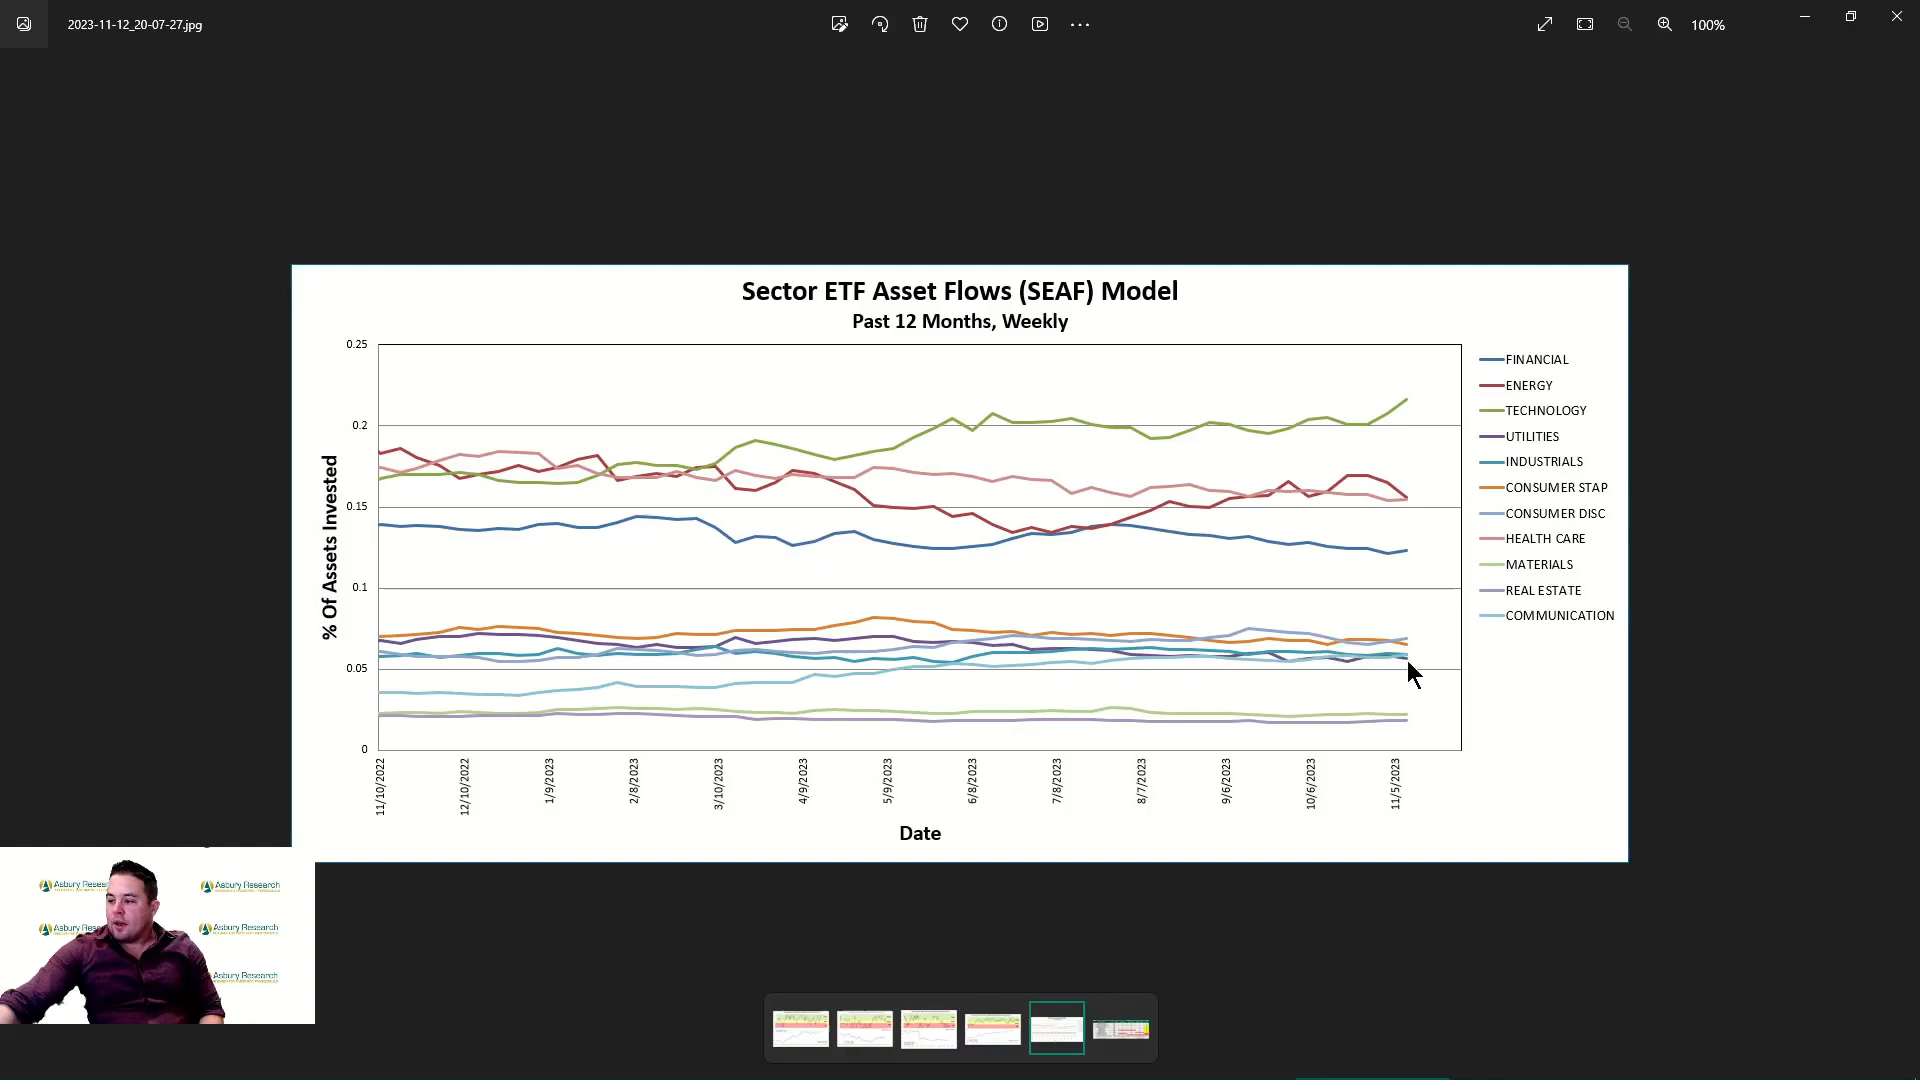 2023-11-12_20-07-27.jpg
100%
Sector ETF Asset Flows (SEAF) Model
Past 12 Months, Weekly
% Of Assets Invested
0.25
0.2
0.15
0.1
0.05
0
FINANCIAL
ENERGY
TECHNOLOGY
UTILITIES
INDUSTRIALS
CONSUMER STAP
CONSUMER DISC
HEALTH CARE
MATERIALS
REAL ESTATE
COMMUNICATION
11/10/2022
12/10/2022
1/9/2023
2/8/2023
3/10/2023
4/9/2023
5/9/2023
6/8/2023
7/8/2023
8/7/2023
9/6/2023
10/6/2023
11/5/2023
Date
Asbury Resea
Asbury Research
Asbury Rese
Asbury Research
Asbury Research